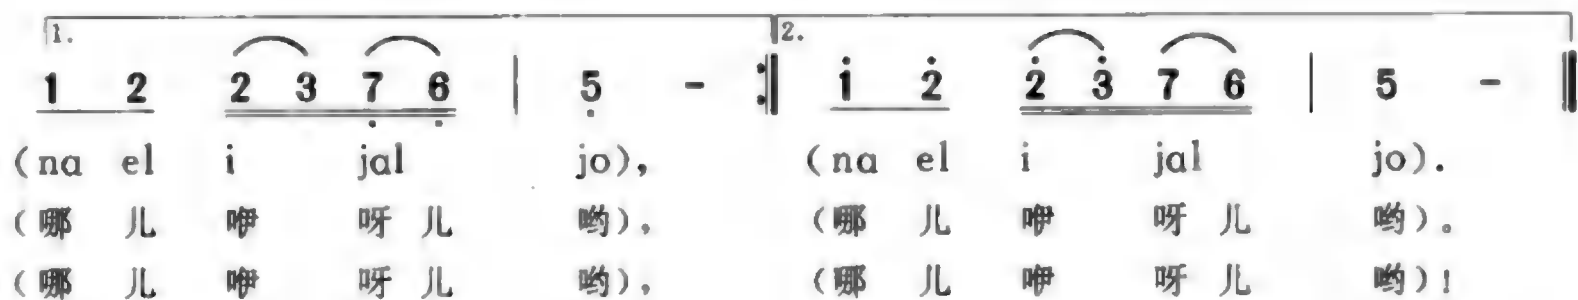 1. 2.
1 2 2 3 7 6 | 5 - :‖ 1 2 2 3 7 6 | 5 - ‖
(na el i jal jo), (na el i jal jo).
(哪 儿 咿 呀 儿 哟), (哪 儿 咿 呀 儿 哟)。
(哪 儿 咿 呀 儿 哟), (哪 儿 咿 呀 儿 哟)!